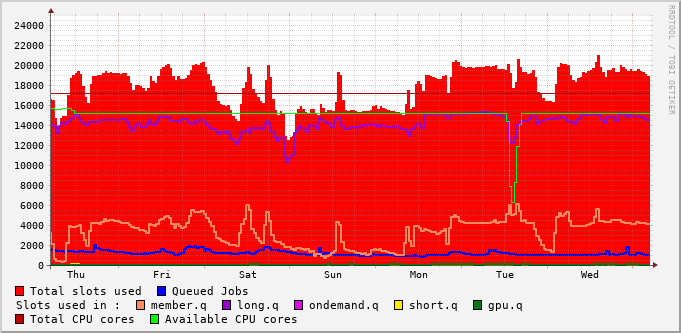 24000
22000
20000
18000
16000
14000
12000
10000
8000
6000
4000
2000
0
Thu Fri Sat Sun Mon Tue Wed
Total slots used Queued Jobs
Slots used in : member.q long.q ondemand.q short.q gpu.q
Total CPU cores Available CPU cores
RRDTOOL / TOBI OETIKER